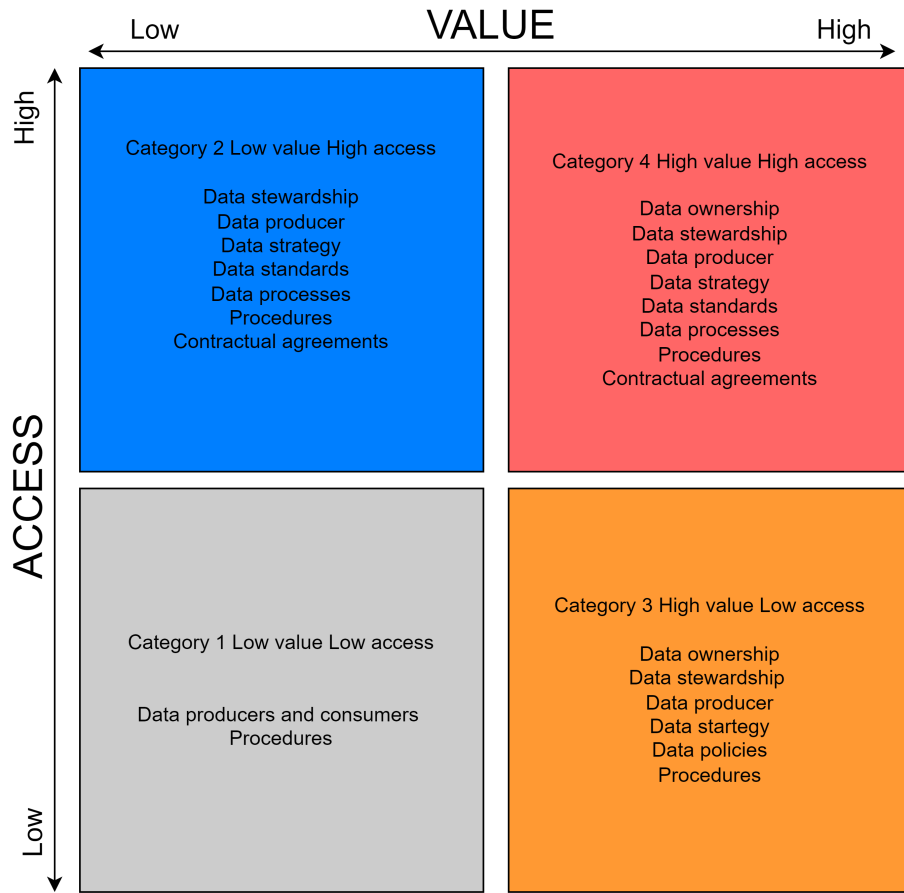 VALUE
Low
High
ACCESS
High
Low
Category 2 Low value High access
Data stewardship
Data producer
Data strategy
Data standards
Data processes
Procedures
Contractual agreements
Category 4 High value High access
Data ownership
Data stewardship
Data producer
Data strategy
Data standards
Data processes
Procedures
Contractual agreements
Category 1 Low value Low access
Data producers and consumers
Procedures
Category 3 High value Low access
Data ownership
Data stewardship
Data producer
Data startegy
Data policies
Procedures